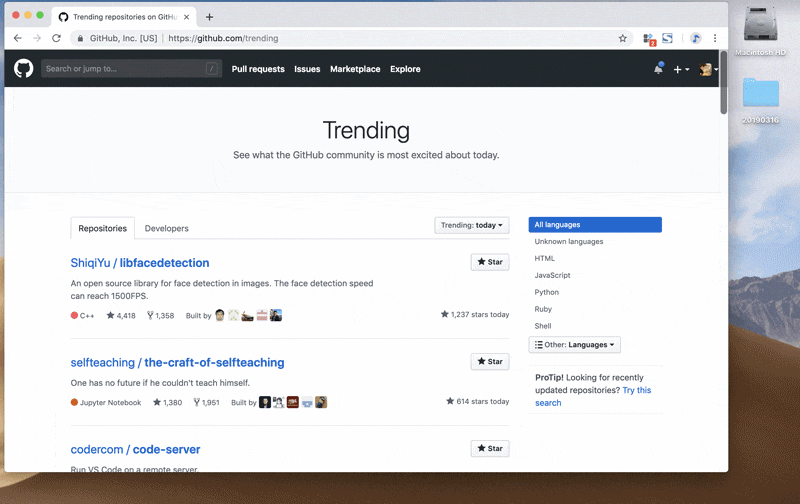 Trending repositories on GitHu
GitHub, Inc. [US] https://github.com/trending
2
Search or jump to... /
Pull requests Issues Marketplace Explore
Macintosh HD
20190316
Trending
See what the GitHub community is most excited about today.
Repositories Developers
Trending: today
ShiqiYu / libfacedetection
Star
An open source library for face detection in images. The face detection speed
can reach 1500FPS.
C++ 4,418 1,358 Built by 1,237 stars today
selfteaching / the-craft-of-selfteaching
Star
One has no future if he couldn't teach himself.
Jupyter Notebook 1,380 1,951 Built by 614 stars today
codercom / code-server
Star
Run VS Code on a remote server.
All languages
Unknown languages
HTML
JavaScript
Python
Ruby
Shell
Other: Languages
ProTip! Looking for recently
updated repositories? Try this
search